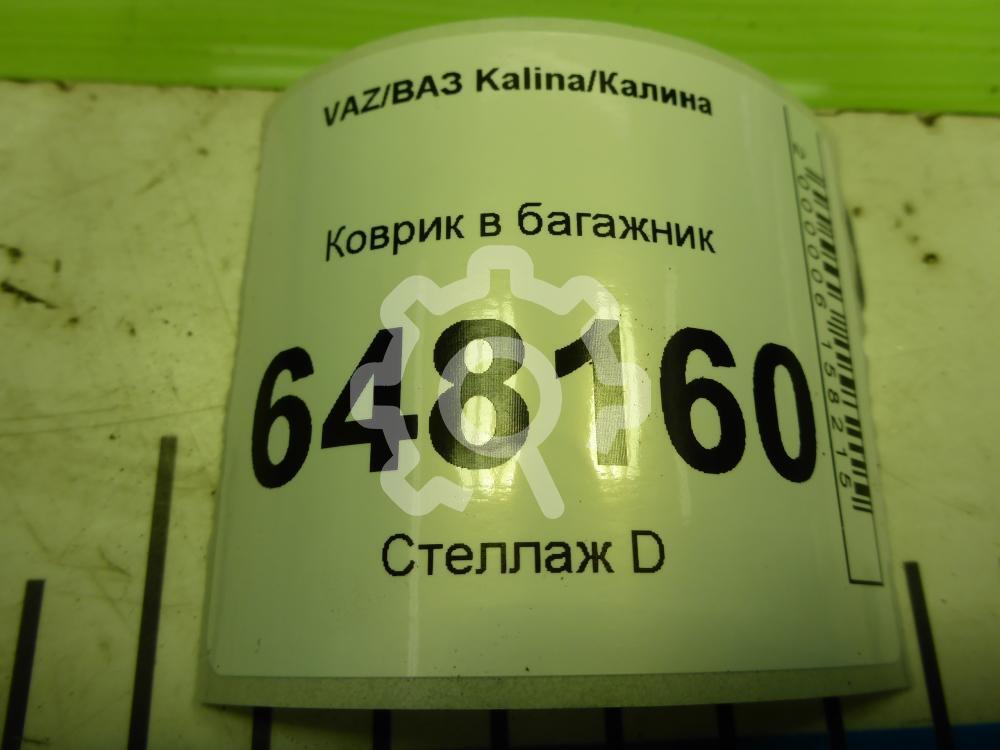 VAZ/ВАЗ Kalina/Калина
Коврик в багажник
648160
Стеллаж D
2000006158215